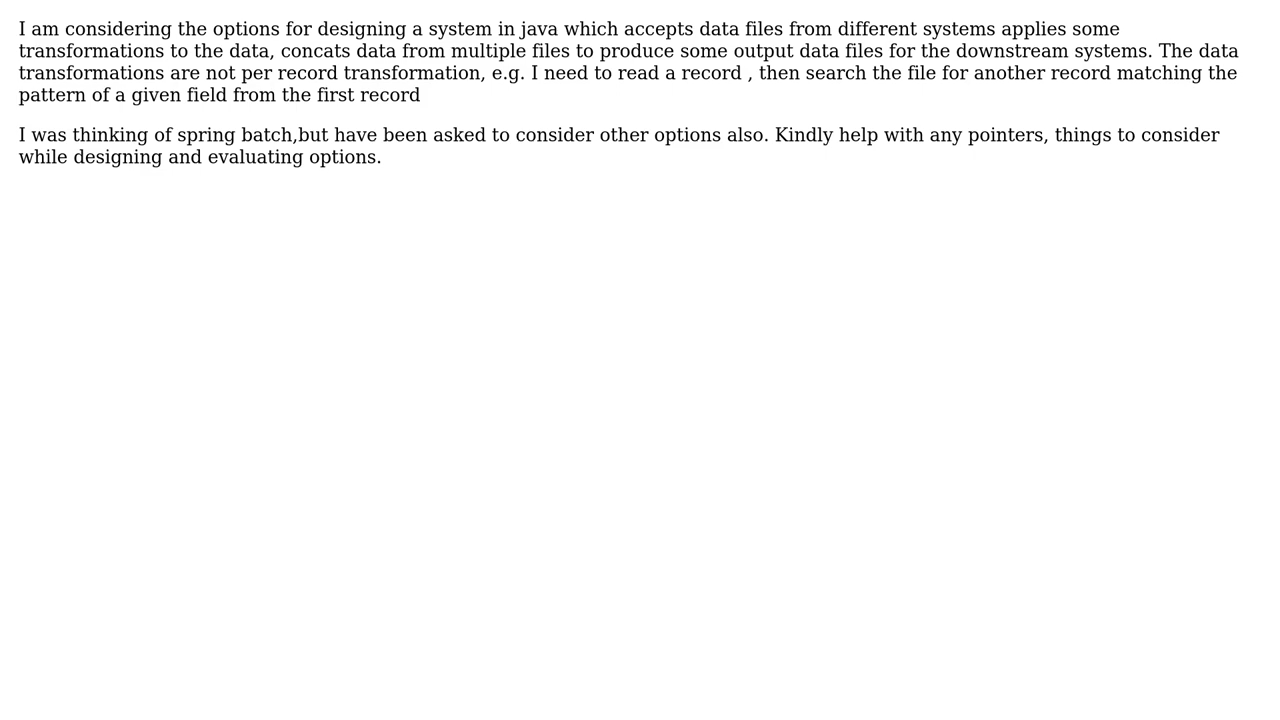 I am considering the options for designing a system in java which accepts data files from different systems applies some
transformations to the data, concats data from multiple files to produce some output data files for the downstream systems. The data
transformations are not per record transformation, e.g. I need to read a record , then search the file for another record matching the
pattern of a given field from the first record
I was thinking of spring batch,but have been asked to consider other options also. Kindly help with any pointers, things to consider
while designing and evaluating options.